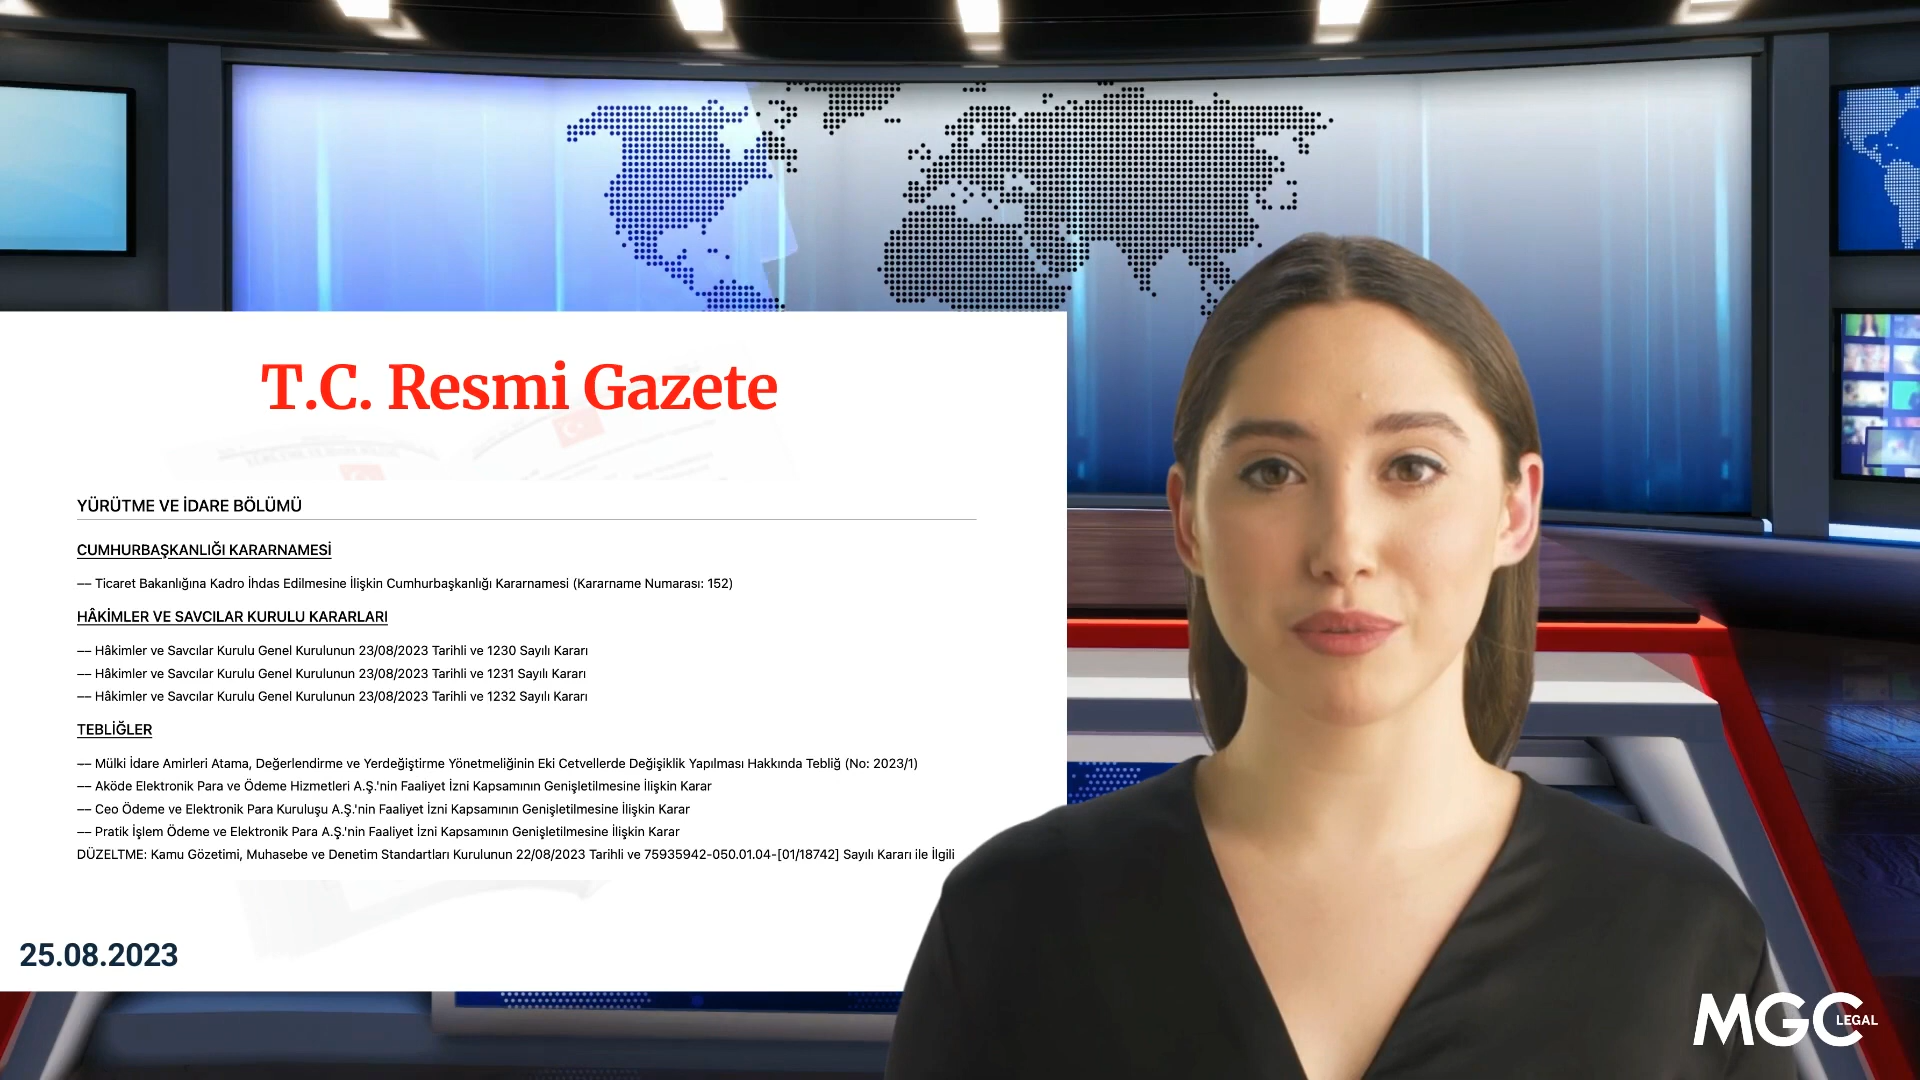 T.C. Resmi Gazete
YÜRÜTME VE İDARE BÖLÜMÜ
CUMHURBAŞKANLIĞI KARARNAMESİ
–– Ticaret Bakanlığına Kadro İhdas Edilmesine İlişkin Cumhurbaşkanlığı Kararnamesi (Kararname Numarası: 152)
HÂKİMLER VE SAVCILAR KURULU KARARLARI
–– Hâkimler ve Savcılar Kurulu Genel Kurulunun 23/08/2023 Tarihli ve 1230 Sayılı Kararı
–– Hâkimler ve Savcılar Kurulu Genel Kurulunun 23/08/2023 Tarihli ve 1231 Sayılı Kararı
–– Hâkimler ve Savcılar Kurulu Genel Kurulunun 23/08/2023 Tarihli ve 1232 Sayılı Kararı
TEBLİĞLER
–– Mülki İdare Amirleri Atama, Değerlendirme ve Yerdeğiştirme Yönetmeliğinin Eki Cetvellerde Değişiklik Yapılması Hakkında Tebliğ (No: 2023/1)
–– Aköde Elektronik Para ve Ödeme Hizmetleri A.Ş.'nin Faaliyet İzni Kapsamının Genişletilmesine İlişkin Karar
–– Ceo Ödeme ve Elektronik Para Kuruluşu A.Ş.'nin Faaliyet İzni Kapsamının Genişletilmesine İlişkin Karar
–– Pratik İşlem Ödeme ve Elektronik Para A.Ş.'nin Faaliyet İzni Kapsamının Genişletilmesine İlişkin Karar
DÜZELTME: Kamu Gözetimi, Muhasebe ve Denetim Standartları Kurulunun 22/08/2023 Tarihli ve 75935942-050.01.04-[01/18742] Sayılı Kararı ile İlgili
25.08.2023
MGC LEGAL